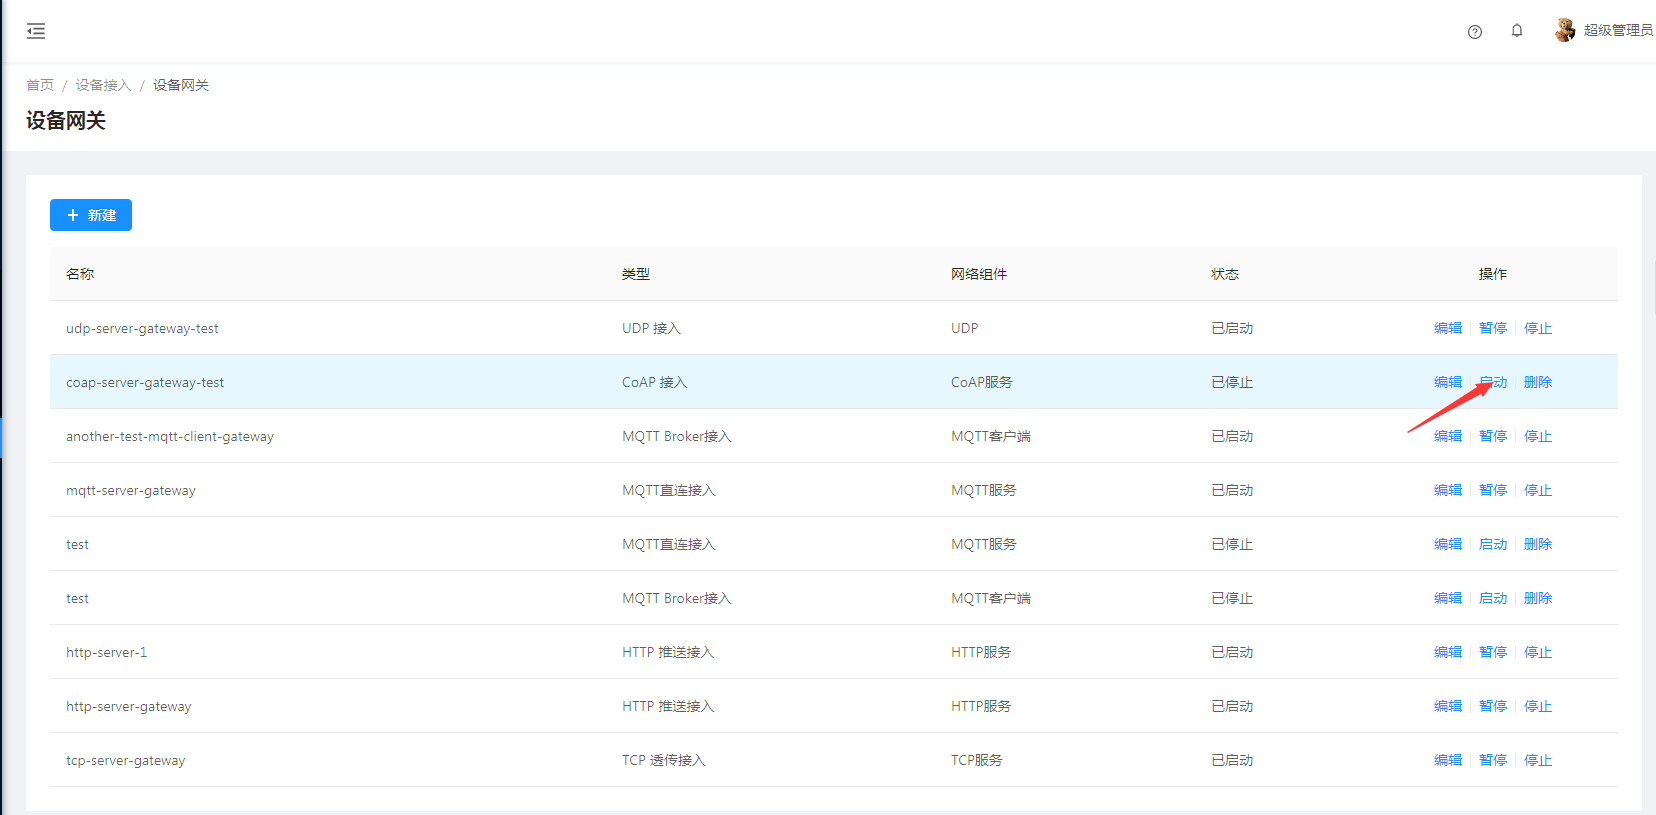 超级管理员
首页 / 设备接入 / 设备网关
设备网关
+ 新建
名称 类型 网络组件 状态 操作
udp-server-gateway-test UDP 接入 UDP 已启动 编辑 暂停 停止
coap-server-gateway-test CoAP 接入 CoAP服务 已停止 编辑 启动 删除
another-test-mqtt-client-gateway MQTT Broker接入 MQTT客户端 已启动 编辑 暂停 停止
mqtt-server-gateway MQTT直连接入 MQTT服务 已启动 编辑 暂停 停止
test MQTT直连接入 MQTT服务 已停止 编辑 启动 删除
test MQTT Broker接入 MQTT客户端 已停止 编辑 启动 删除
http-server-1 HTTP 推送接入 HTTP服务 已启动 编辑 暂停 停止
http-server-gateway HTTP 推送接入 HTTP服务 已启动 编辑 暂停 停止
tcp-server-gateway TCP 透传接入 TCP服务 已启动 编辑 暂停 停止